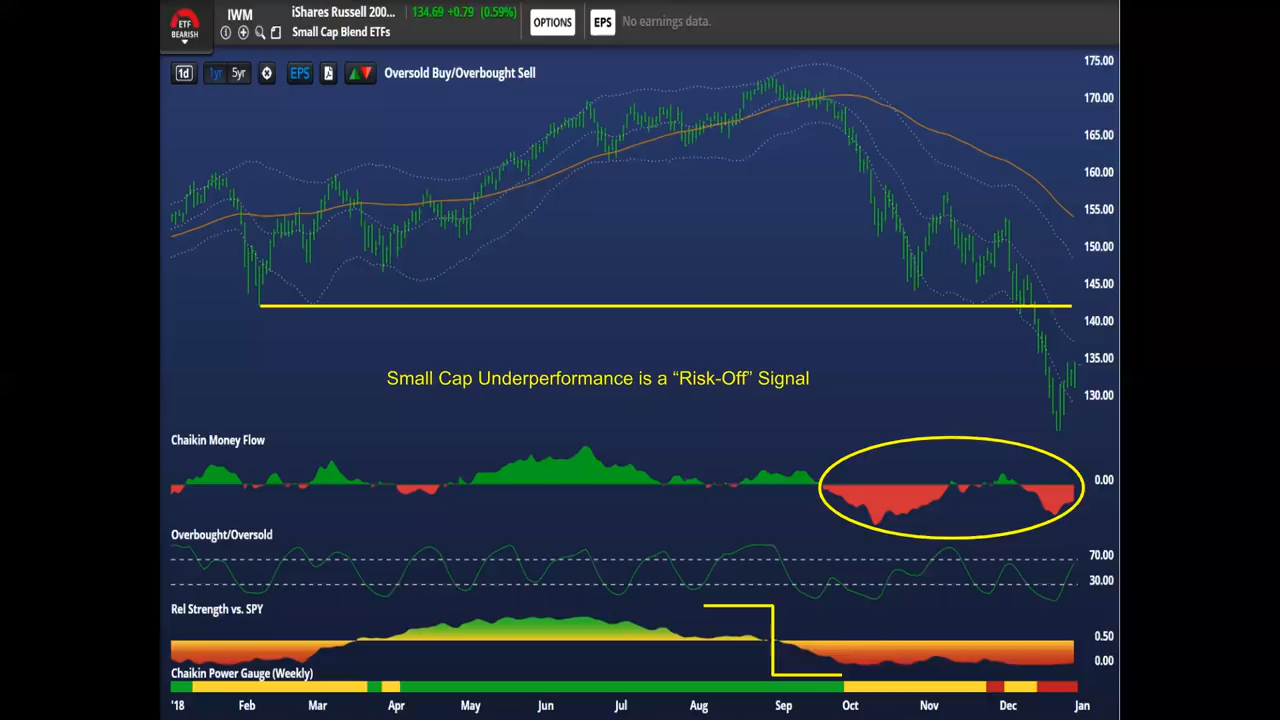 ETF
BEARISH
IWM
iShares Russell 200...
134.69 +0.79 (0.59%)
Small Cap Blend ETFs
OPTIONS
EPS
No earnings data.
1d
1yr
5yr
EPS
Oversold Buy/Overbought Sell
175.00
170.00
165.00
160.00
155.00
150.00
145.00
140.00
135.00
130.00
Small Cap Underperformance is a “Risk-Off” Signal
Chaikin Money Flow
0.00
Overbought/Oversold
70.00
30.00
Rel Strength vs. SPY
0.50
0.00
Chaikin Power Gauge (Weekly)
'18 Feb Mar Apr May Jun Jul Aug Sep Oct Nov Dec Jan